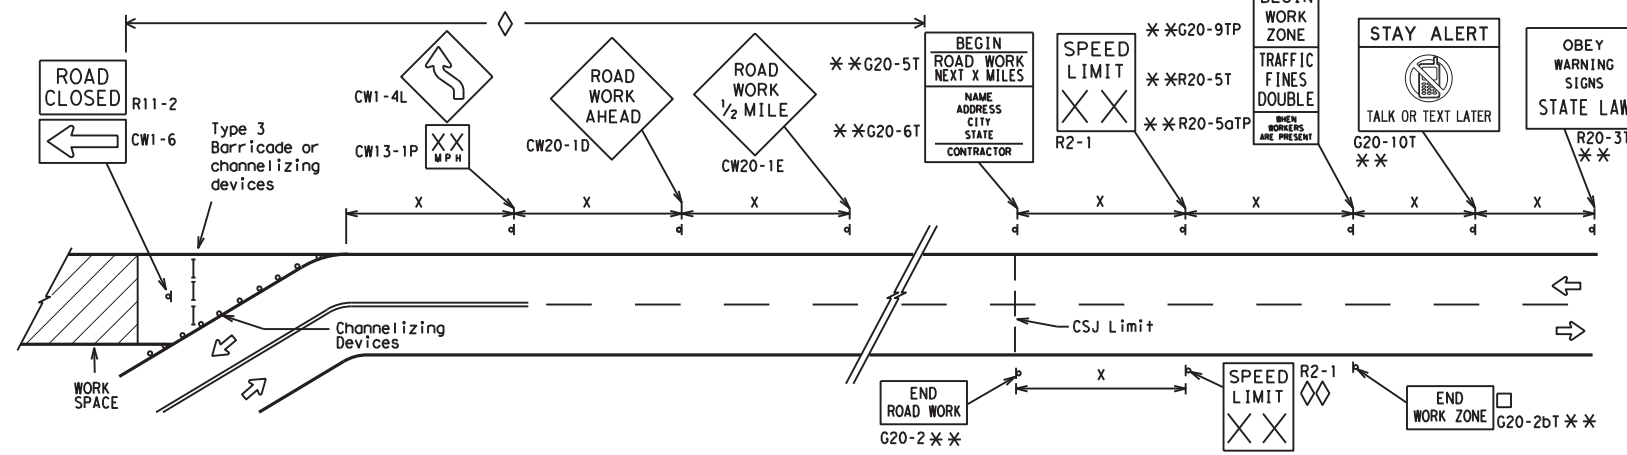 ROAD
CLOSED
R11-2
CW1-6
Type 3
Barricade or
channelizing
devices
CW1-4L
XX
MPH
CW13-1P
ROAD
WORK
AHEAD
CW20-1D
ROAD
WORK
1/2 MILE
CW20-1E
**G20-5T
BEGIN
ROAD WORK
NEXT X MILES
**G20-6T
NAME
ADDRESS
CITY
STATE
CONTRACTOR
SPEED
LIMIT
XX
R2-1
**G20-9TP
BEGIN
WORK
ZONE
**R20-5T
TRAFFIC
FINES
DOUBLE
**R20-5aTP
WHEN
WORKERS
ARE PRESENT
STAY ALERT
TALK OR TEXT LATER
G20-10T
**
OBEY
WARNING
SIGNS
STATE LAW
R20-3T
**
X
X
X
X
X
X
X
Channelizing
Devices
WORK
SPACE
CSJ Limit
X
END
ROAD WORK
G20-2**
SPEED
LIMIT
XX
R2-1
END
WORK ZONE
G20-2bT **